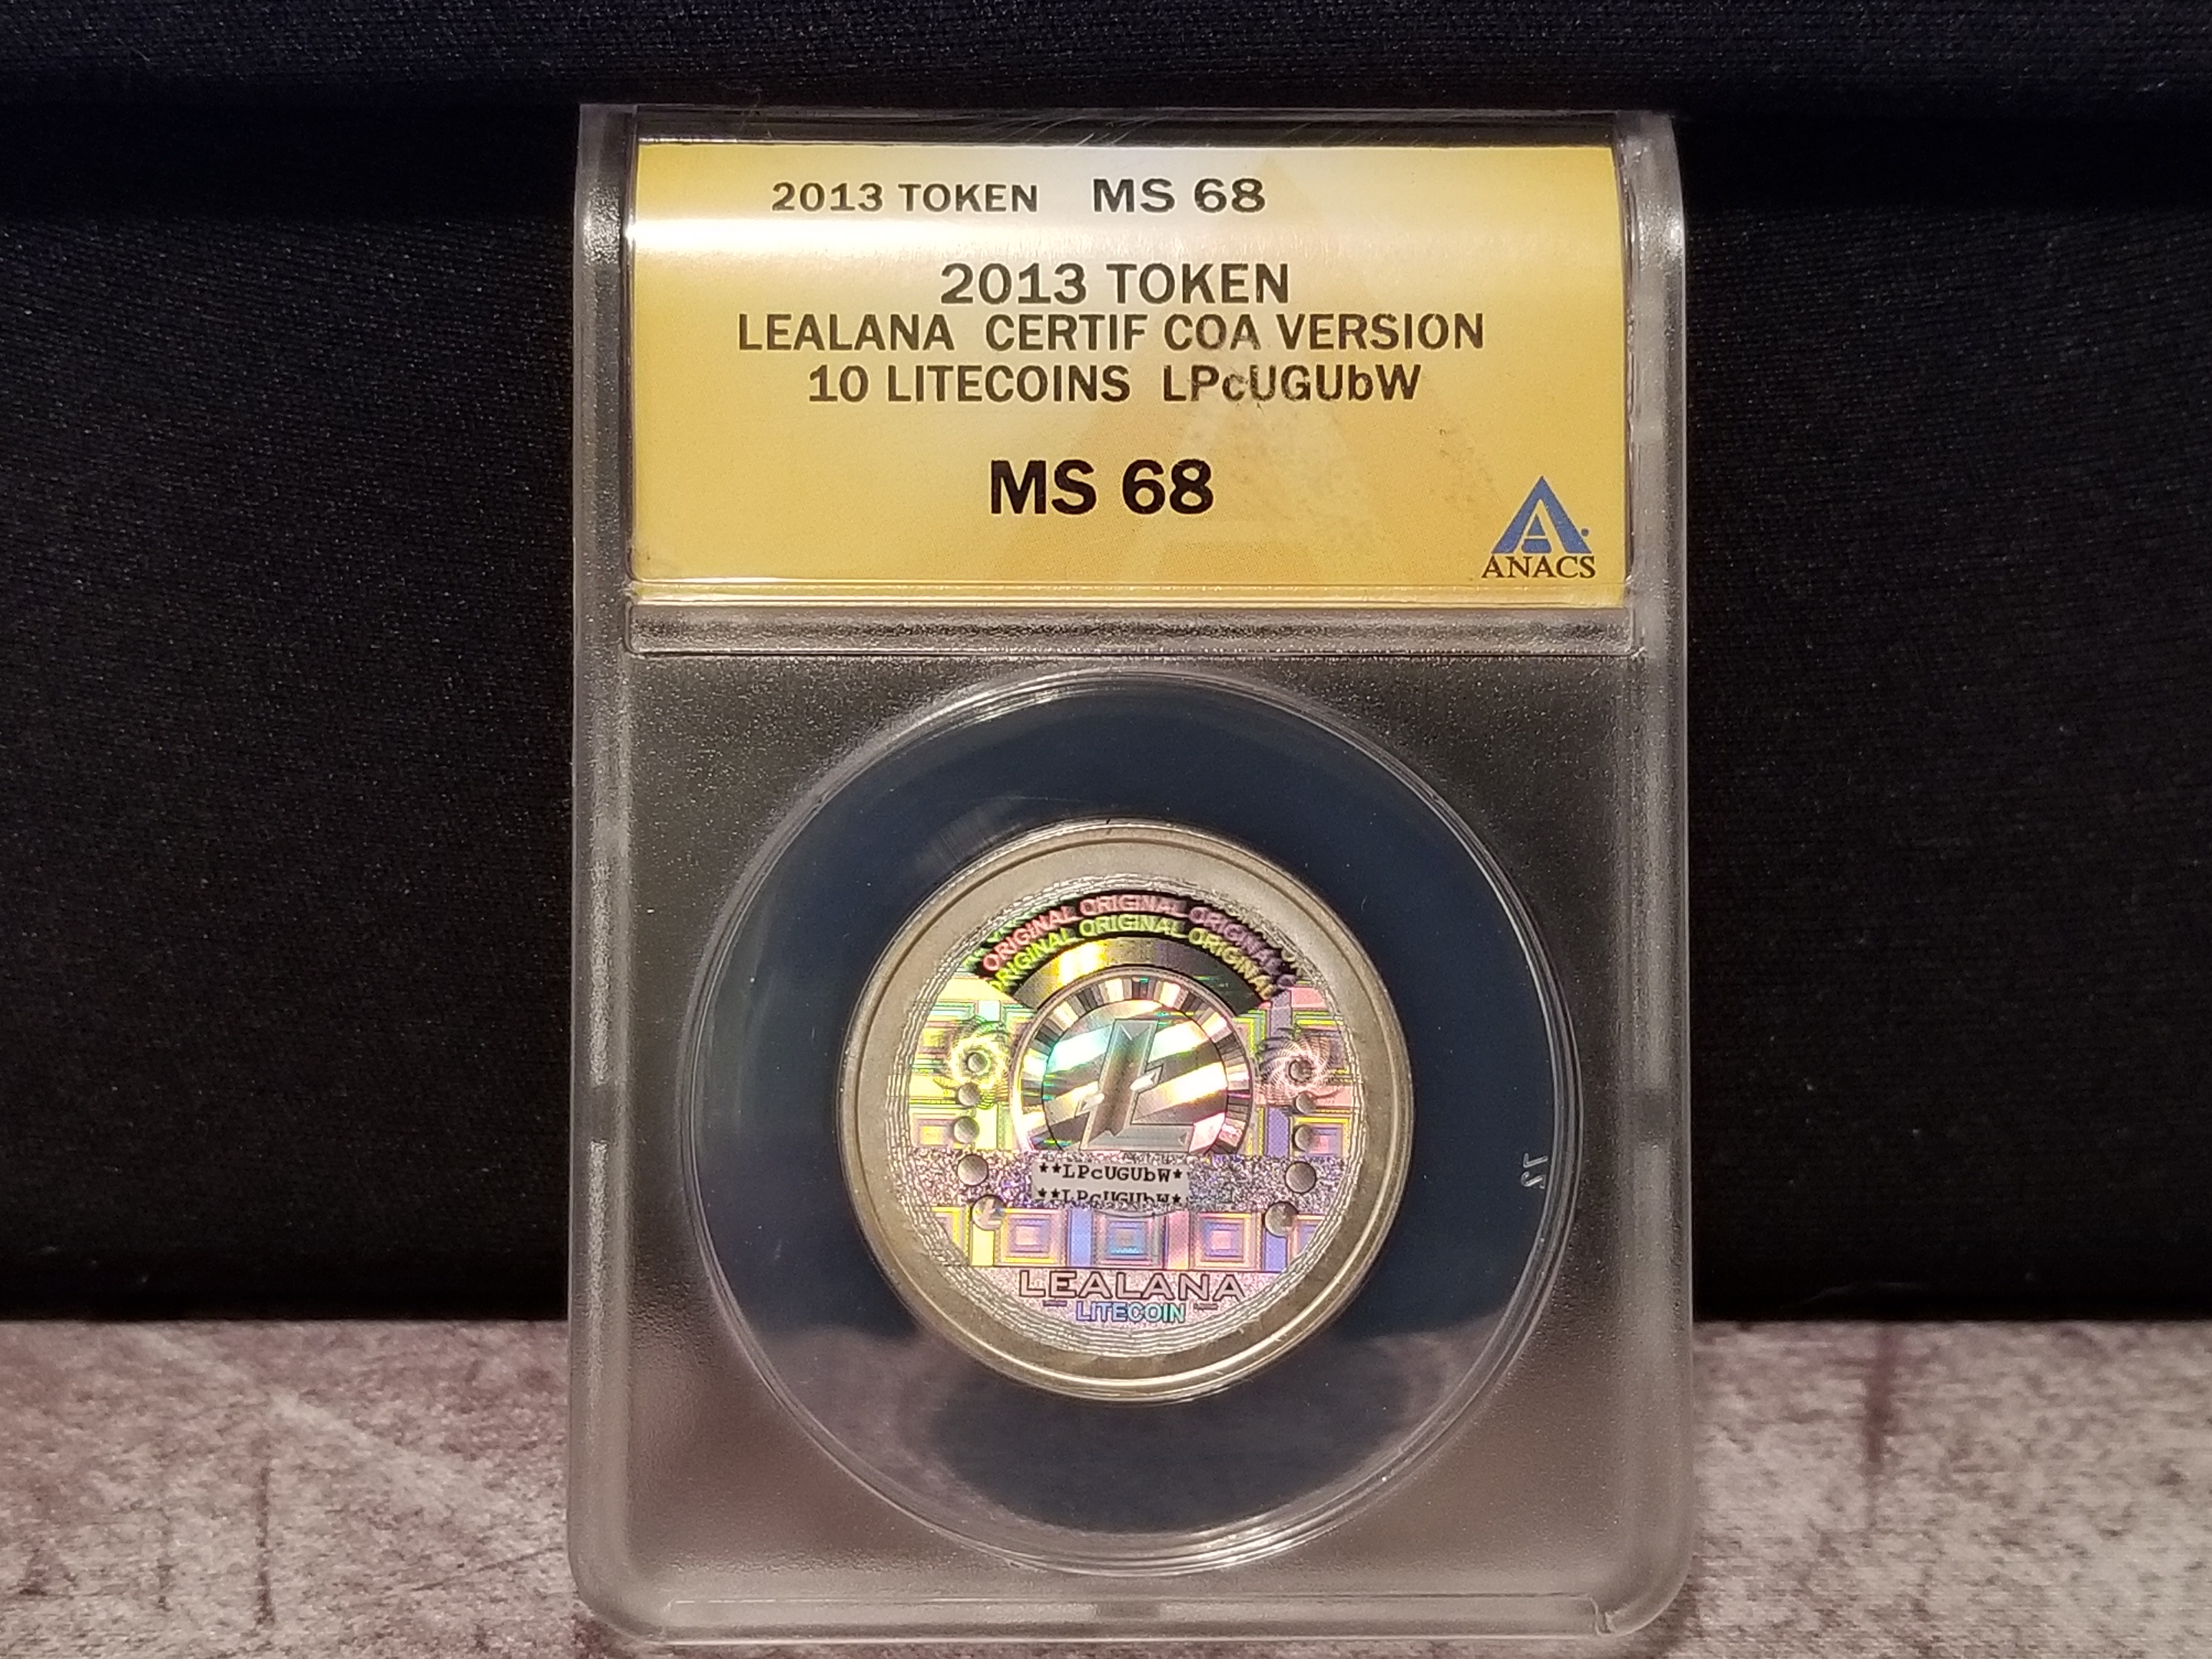 2013 TOKEN MS 68
2013 TOKEN
LEALANA CERTIF COA VERSION
10 LITECOINS LPcUGUbW
MS 68
ANACS
ORIGINAL ORIGINAL ORIGINAL
ORIGINAL ORIGINAL ORIGINAL
**LPcUGUbW*
**LPcUGUbW*
LEALANA
LITECOIN